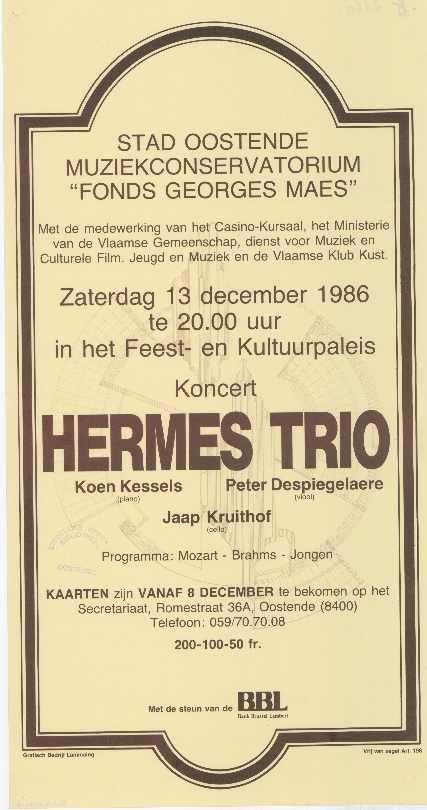 STAD OOSTENDE
MUZIEKCONSERVATORIUM
“FONDS GEORGES MAES”
Met de medewerking van het Casino-Kursaal, het Ministerie
van de Vlaamse Gemeenschap, dienst voor Muziek en
Culturele Film. Jeugd en Muziek en de Vlaamse Klub Kust.
Zaterdag 13 december 1986
te 20.00 uur
in het Feest- en Kultuurpaleis
Koncert
HERMES TRIO
Koen Kessels Peter Despiegelaere
(piano) (viool)
Jaap Kruithof
(cello)
Programma: Mozart - Brahms - Jongen
OOSTENDE
KAARTEN zijn VANAF 8 DECEMBER te bekomen op het
Secretariaat, Romestraat 36A, Oostende (8400)
Telefoon: 059/70.70.08
200-100-50 fr.
Met de steun van de BBL
Bank Brussel Lambert
Grafisch Bedrijf Lammaing Vrij van zegel Art. 198